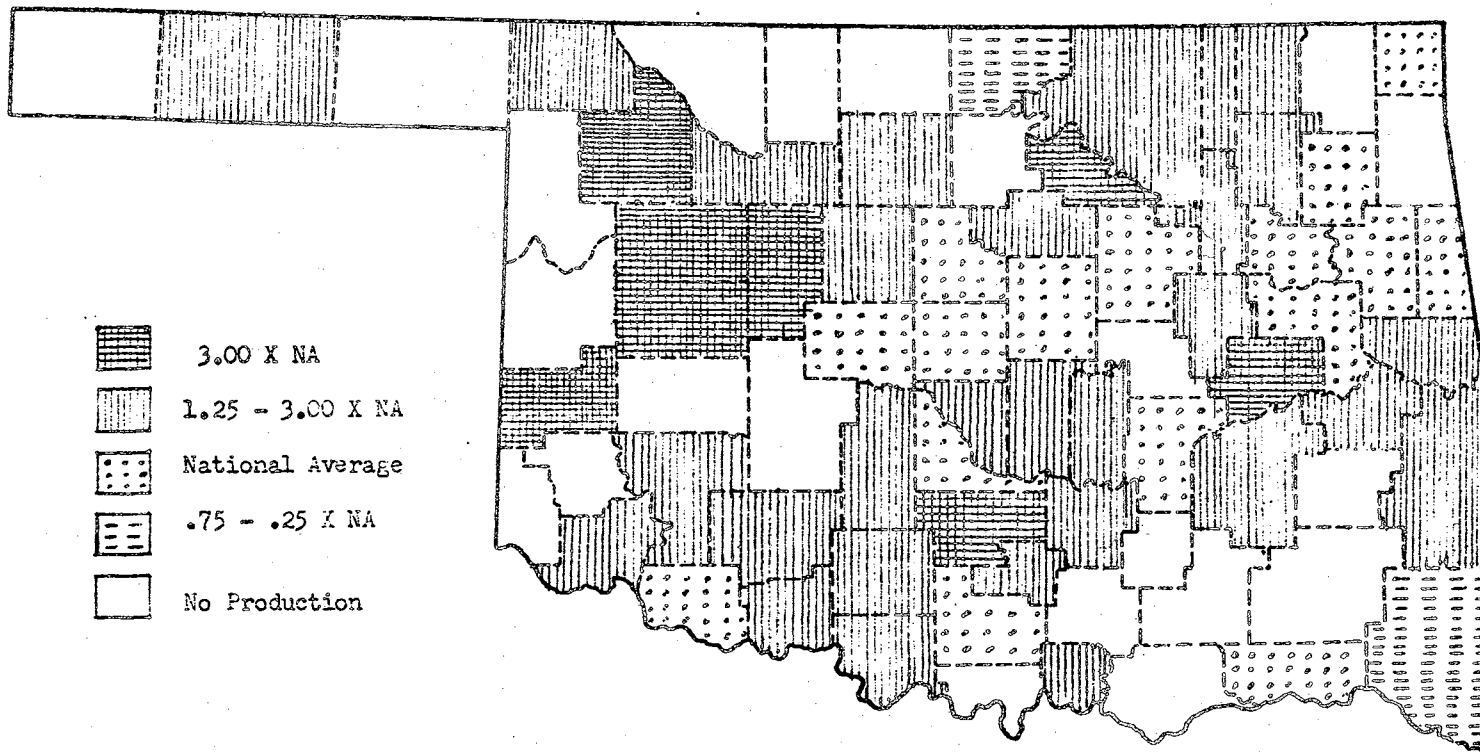 3.00 X NA
1.25 - 3.00 X NA
National Average
.75 - .25 X NA
No Production